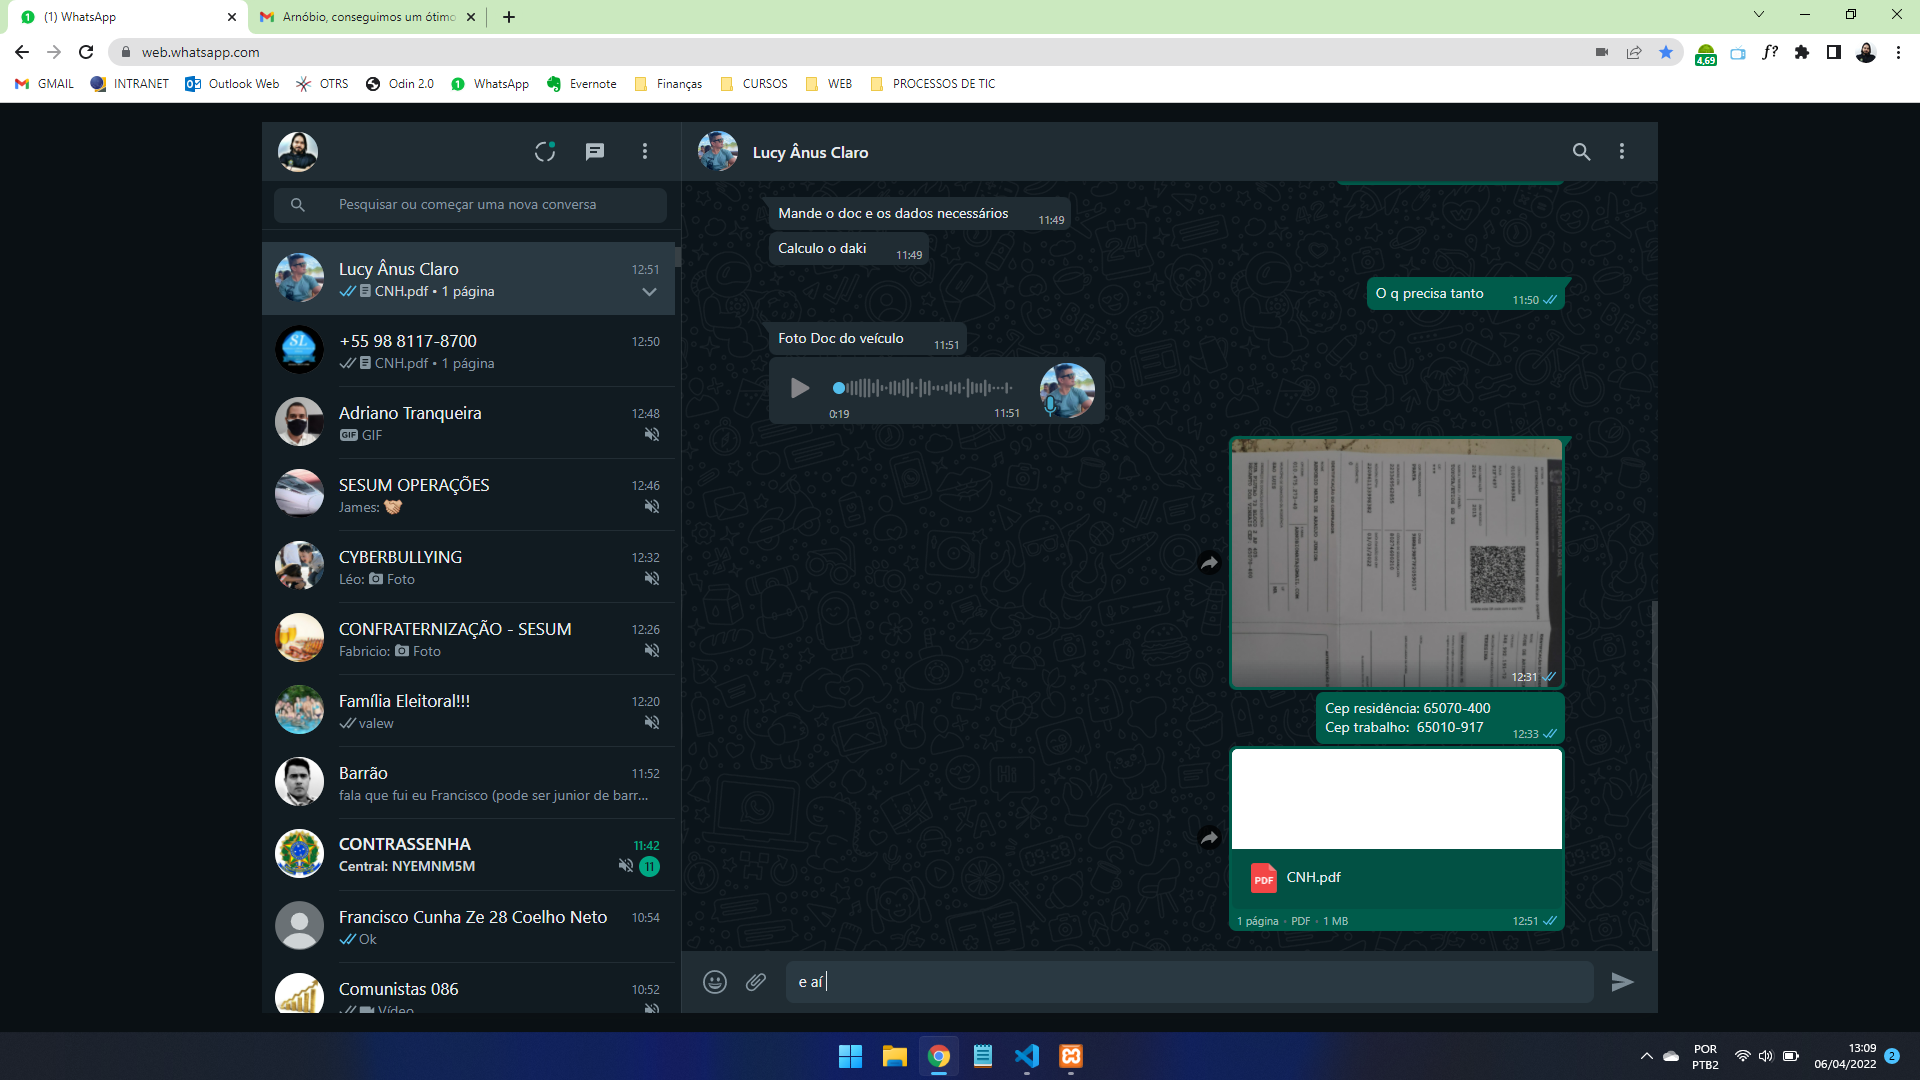 (1) WhatsApp
Arnóbio, conseguimos um ótimo
web.whatsapp.com
4,69
f?
GMAIL
INTRANET
Outlook Web
OTRS
Odin 2.0
WhatsApp
Evernote
Finanças
CURSOS
WEB
PROCESSOS DE TIC
Pesquisar ou começar uma nova conversa
Lucy Ânus Claro
12:51
CNH.pdf • 1 página
+55 98 8117-8700
12:50
CNH.pdf • 1 página
Adriano Tranqueira
12:48
GIF GIF
SESUM OPERAÇÕES
12:46
James: 🤝
CYBERBULLYING
12:32
Léo: Foto
CONFRATERNIZAÇÃO - SESUM
12:26
Fabricio: Foto
Família Eleitoral!!!
12:20
valew
Barrão
11:52
fala que fui eu Francisco (pode ser junior de barr...
CONTRASSENHA
11:42
Central: NYEMNM5M
11
Francisco Cunha Ze 28 Coelho Neto
10:54
Ok
Comunistas 086
10:52
Vídeo
Lucy Ânus Claro
Mande o doc e os dados necessários
11:49
Calculo o daki
11:49
O q precisa tanto
11:50
Foto Doc do veículo
11:51
0:19
11:51
12:31
Cep residência: 65070-400
Cep trabalho: 65010-917
12:33
PDF
CNH.pdf
1 página • PDF • 1 MB
12:51
e aí
POR
PTB2
13:09
06/04/2022
2